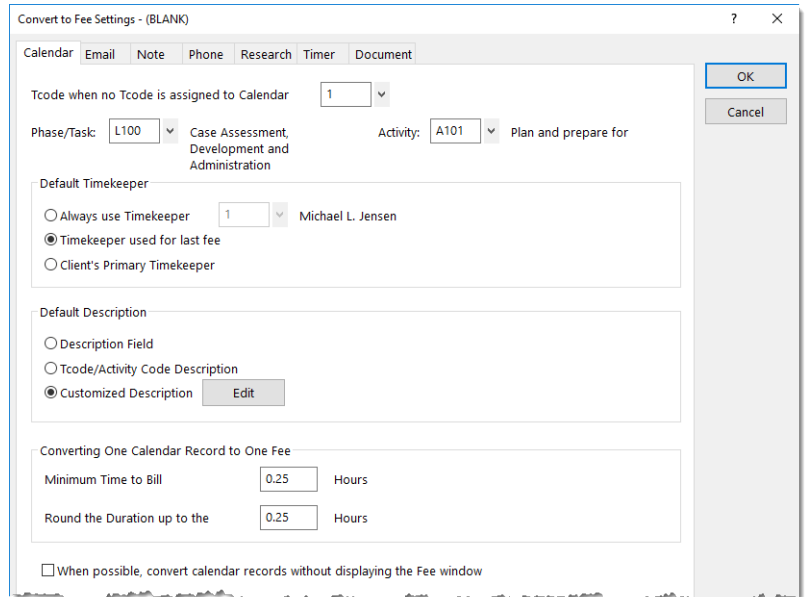 Convert to Fee Settings - (BLANK) ? ×
Calendar Email Note Phone Research Timer Document
OK
Cancel
Tcode when no Tcode is assigned to Calendar 1
Phase/Task: L100 Case Assessment, Activity: A101 Plan and prepare for
Development and
Administration
Default Timekeeper
Always use Timekeeper 1 Michael L. Jensen
Timekeeper used for last fee
Client's Primary Timekeeper
Default Description
Description Field
Tcode/Activity Code Description
Customized Description Edit
Converting One Calendar Record to One Fee
Minimum Time to Bill 0.25 Hours
Round the Duration up to the 0.25 Hours
When possible, convert calendar records without displaying the Fee window